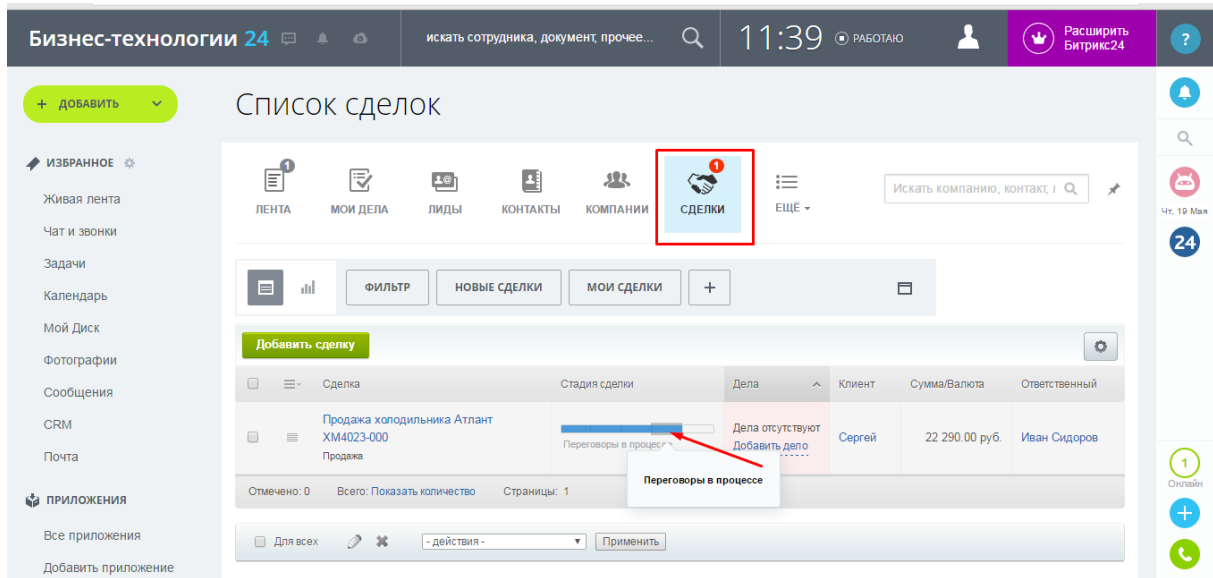 Бизнес-технологии 24
искать сотрудника, документ, прочее...
11:39
РАБОТАЮ
Расширить
Битрикс24
?
+ ДОБАВИТЬ
Список сделок
ИЗБРАННОЕ
Живая лента
Чат и звонки
Задачи
Календарь
Мой Диск
Фотографии
Сообщения
CRM
Почта
ПРИЛОЖЕНИЯ
Все приложения
Добавить приложение
1
ЛЕНТА
МОИ ДЕЛА
ЛИДЫ
КОНТАКТЫ
КОМПАНИИ
1
СДЕЛКИ
ЕЩЁ
Искать компанию, контакт,
ФИЛЬТР
НОВЫЕ СДЕЛКИ
МОИ СДЕЛКИ
+
Добавить сделку
Сделка
Стадия сделки
Дела
Клиент
Сумма/Валюта
Ответственный
Продажа холодильника Атлант
ХМ4023-000
Продажа
Переговоры в процессе
Дела отсутствуют
Добавить дело
Сергей
22 290.00 руб.
Иван Сидоров
Переговоры в процессе
Отмечено: 0
Всего: Показать количество
Страницы: 1
Для всех
- действия -
Применить
Чт, 19 Мая
24
1
Онлайн